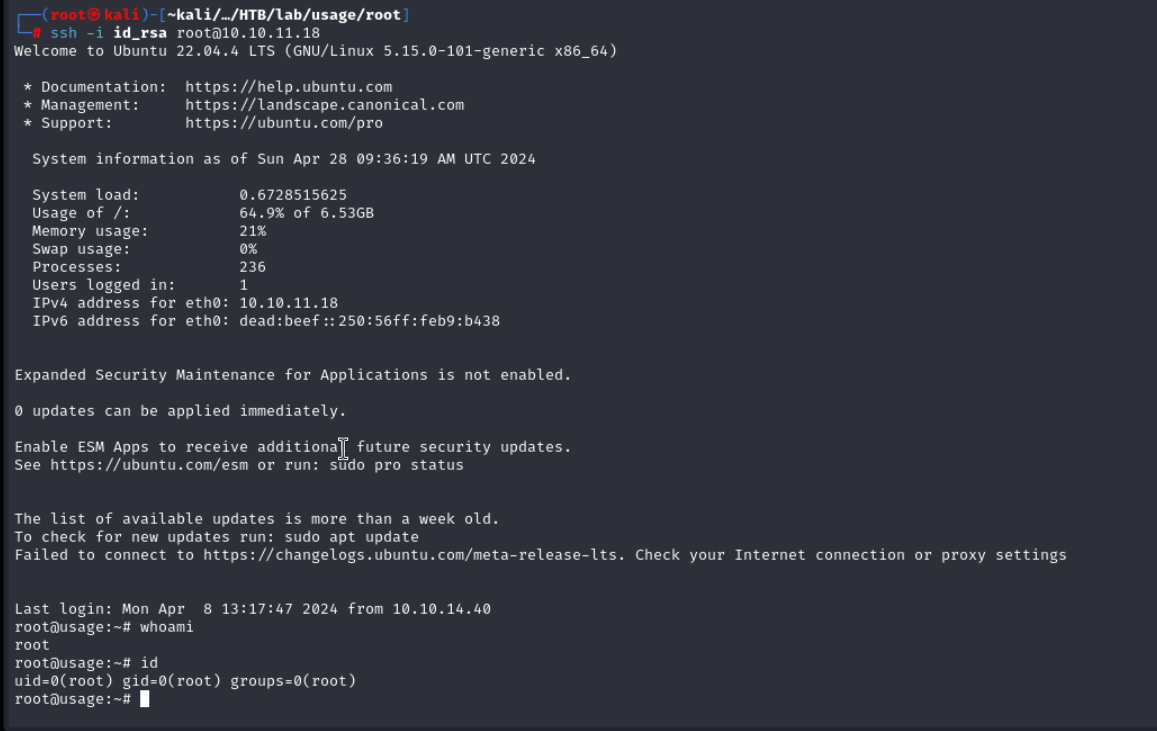 ┌──(root㉿kali)-[~kali/…/HTB/lab/usage/root]
└─# ssh -i id_rsa root@10.10.11.18
Welcome to Ubuntu 22.04.4 LTS (GNU/Linux 5.15.0-101-generic x86_64)
* Documentation: https://help.ubuntu.com
* Management: https://landscape.canonical.com
* Support: https://ubuntu.com/pro
System information as of Sun Apr 28 09:36:19 AM UTC 2024
System load: 0.6728515625
Usage of /: 64.9% of 6.53GB
Memory usage: 21%
Swap usage: 0%
Processes: 236
Users logged in: 1
IPv4 address for eth0: 10.10.11.18
IPv6 address for eth0: dead:beef::250:56ff:feb9:b438
Expanded Security Maintenance for Applications is not enabled.
0 updates can be applied immediately.
Enable ESM Apps to receive additional future security updates.
See https://ubuntu.com/esm or run: sudo pro status
The list of available updates is more than a week old.
To check for new updates run: sudo apt update
Failed to connect to https://changelogs.ubuntu.com/meta-release-lts. Check your Internet connection or proxy settings
Last login: Mon Apr 8 13:17:47 2024 from 10.10.14.40
root@usage:~# whoami
root
root@usage:~# id
uid=0(root) gid=0(root) groups=0(root)
root@usage:~#